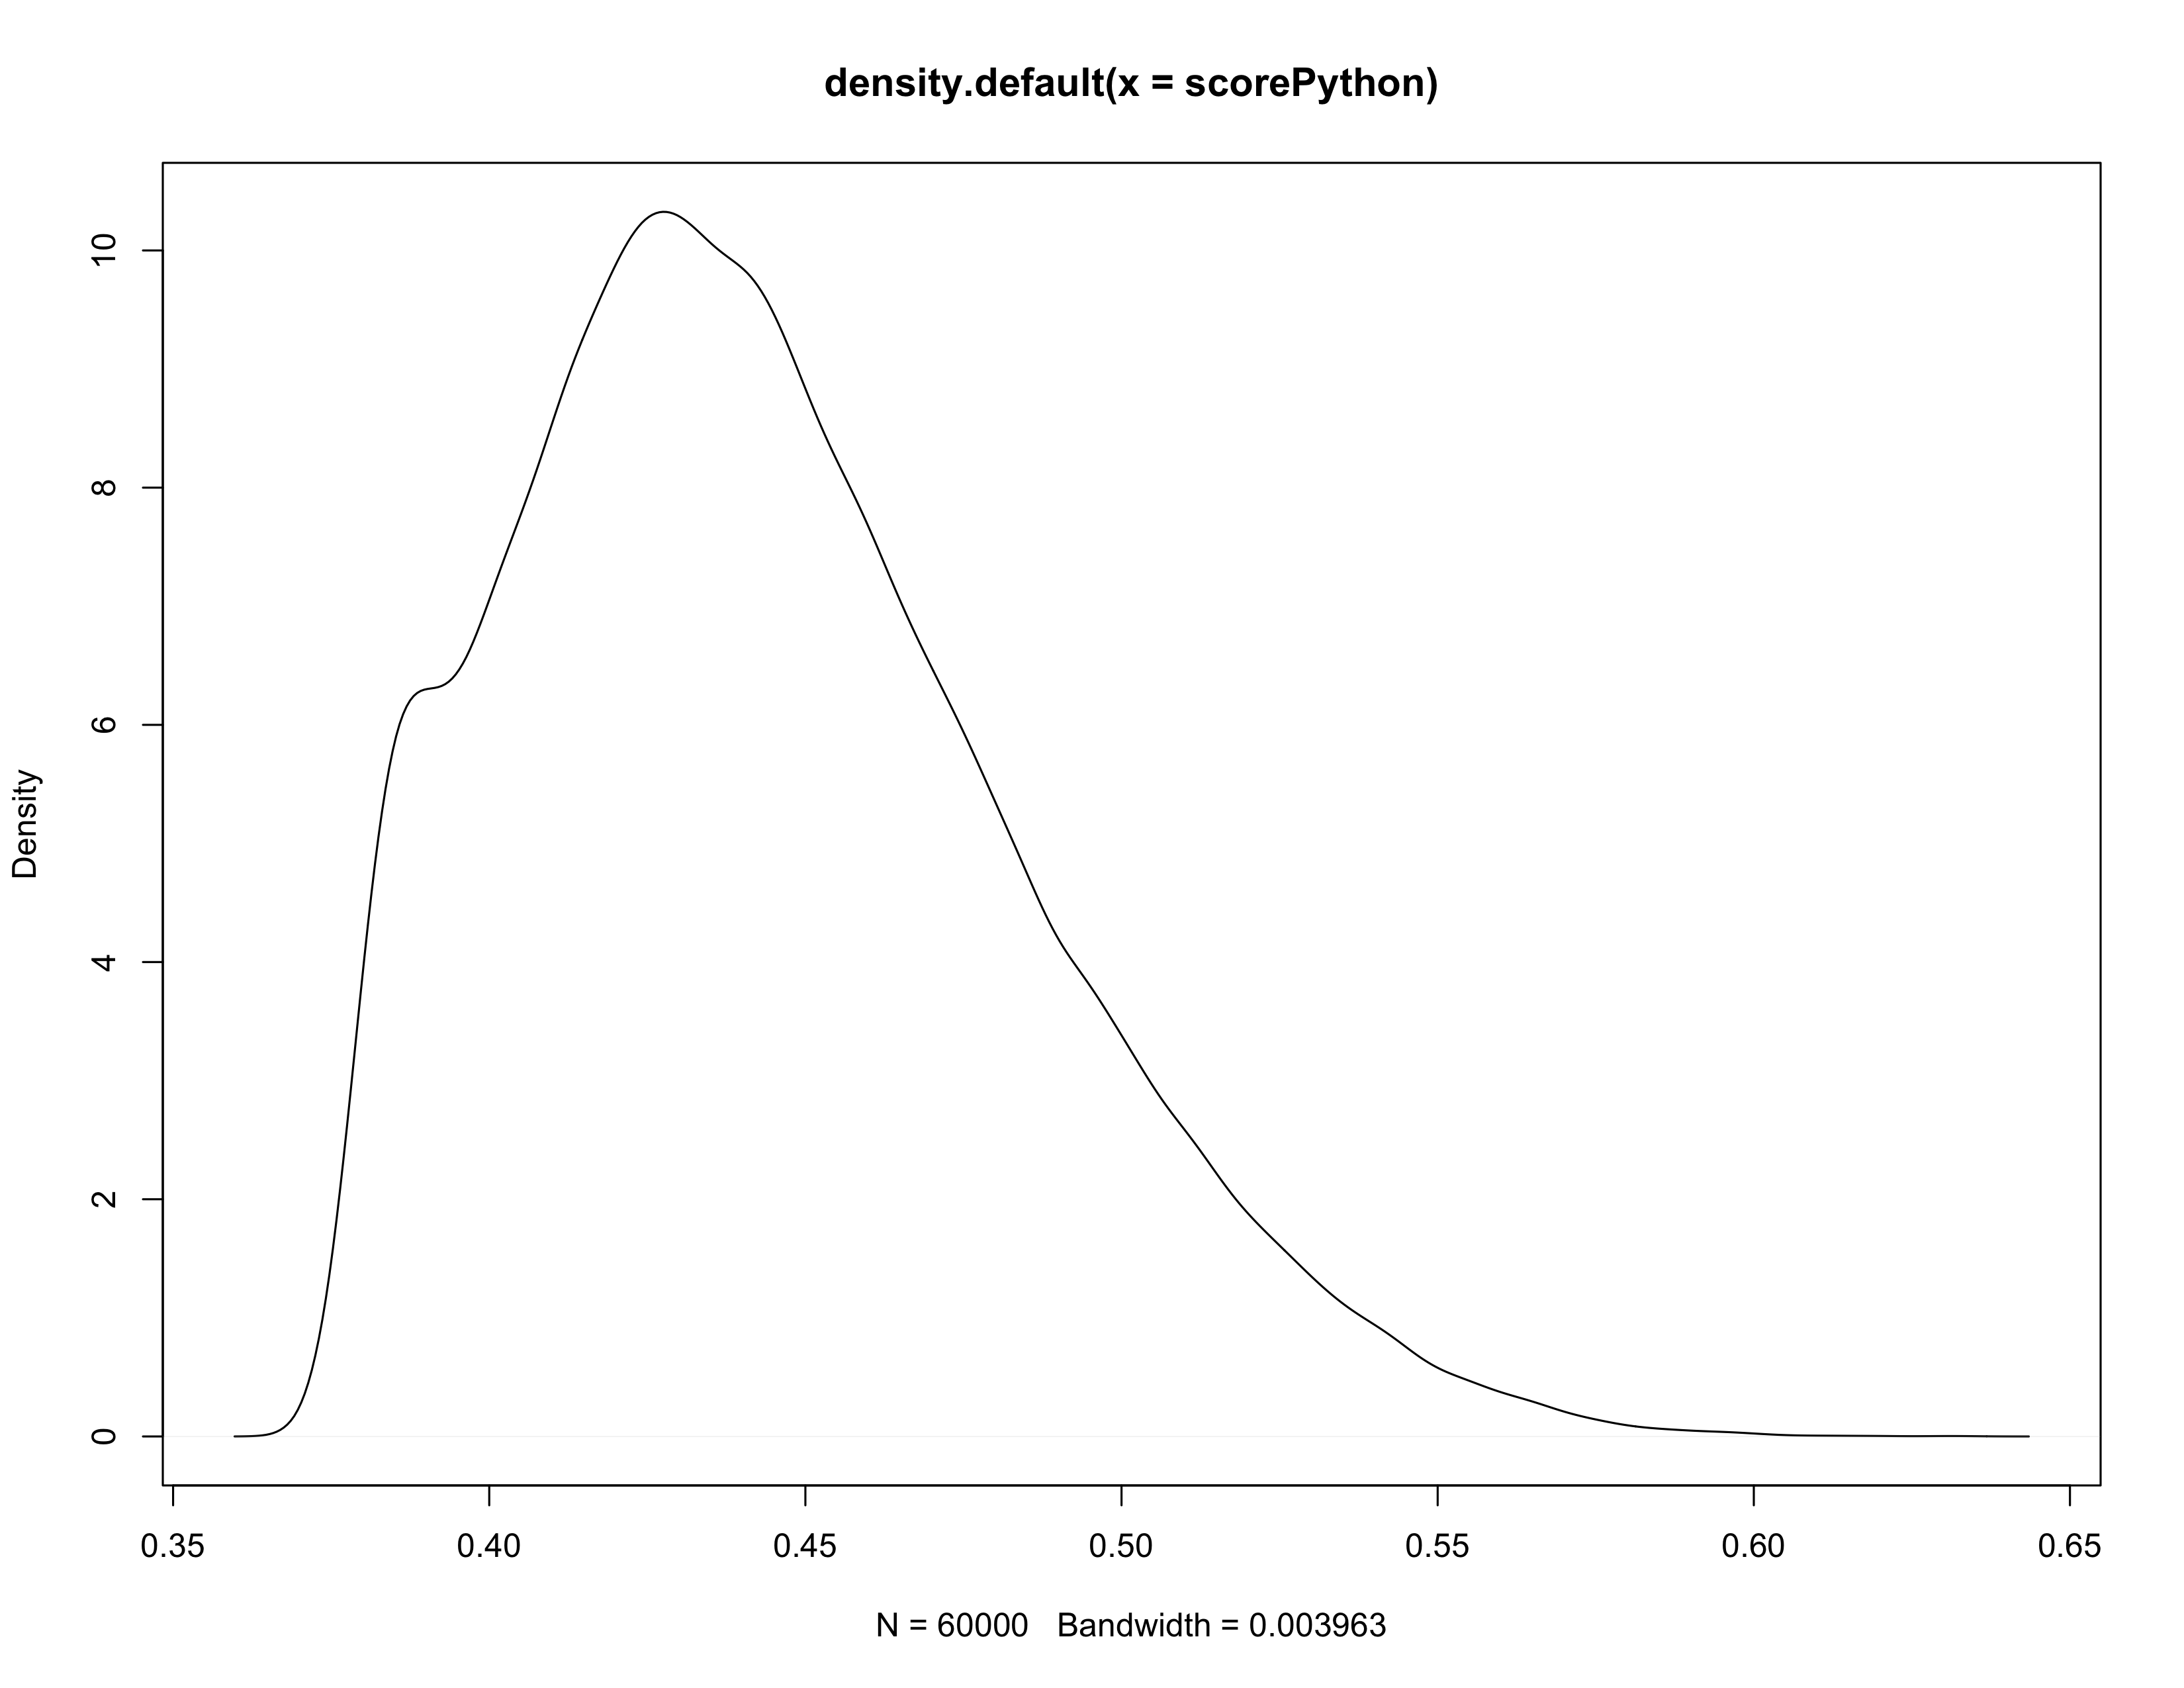 density.default(x = scorePython)
Density
10
8
6
4
2
0
0.35 0.40 0.45 0.50 0.55 0.60 0.65
N = 60000 Bandwidth = 0.003963